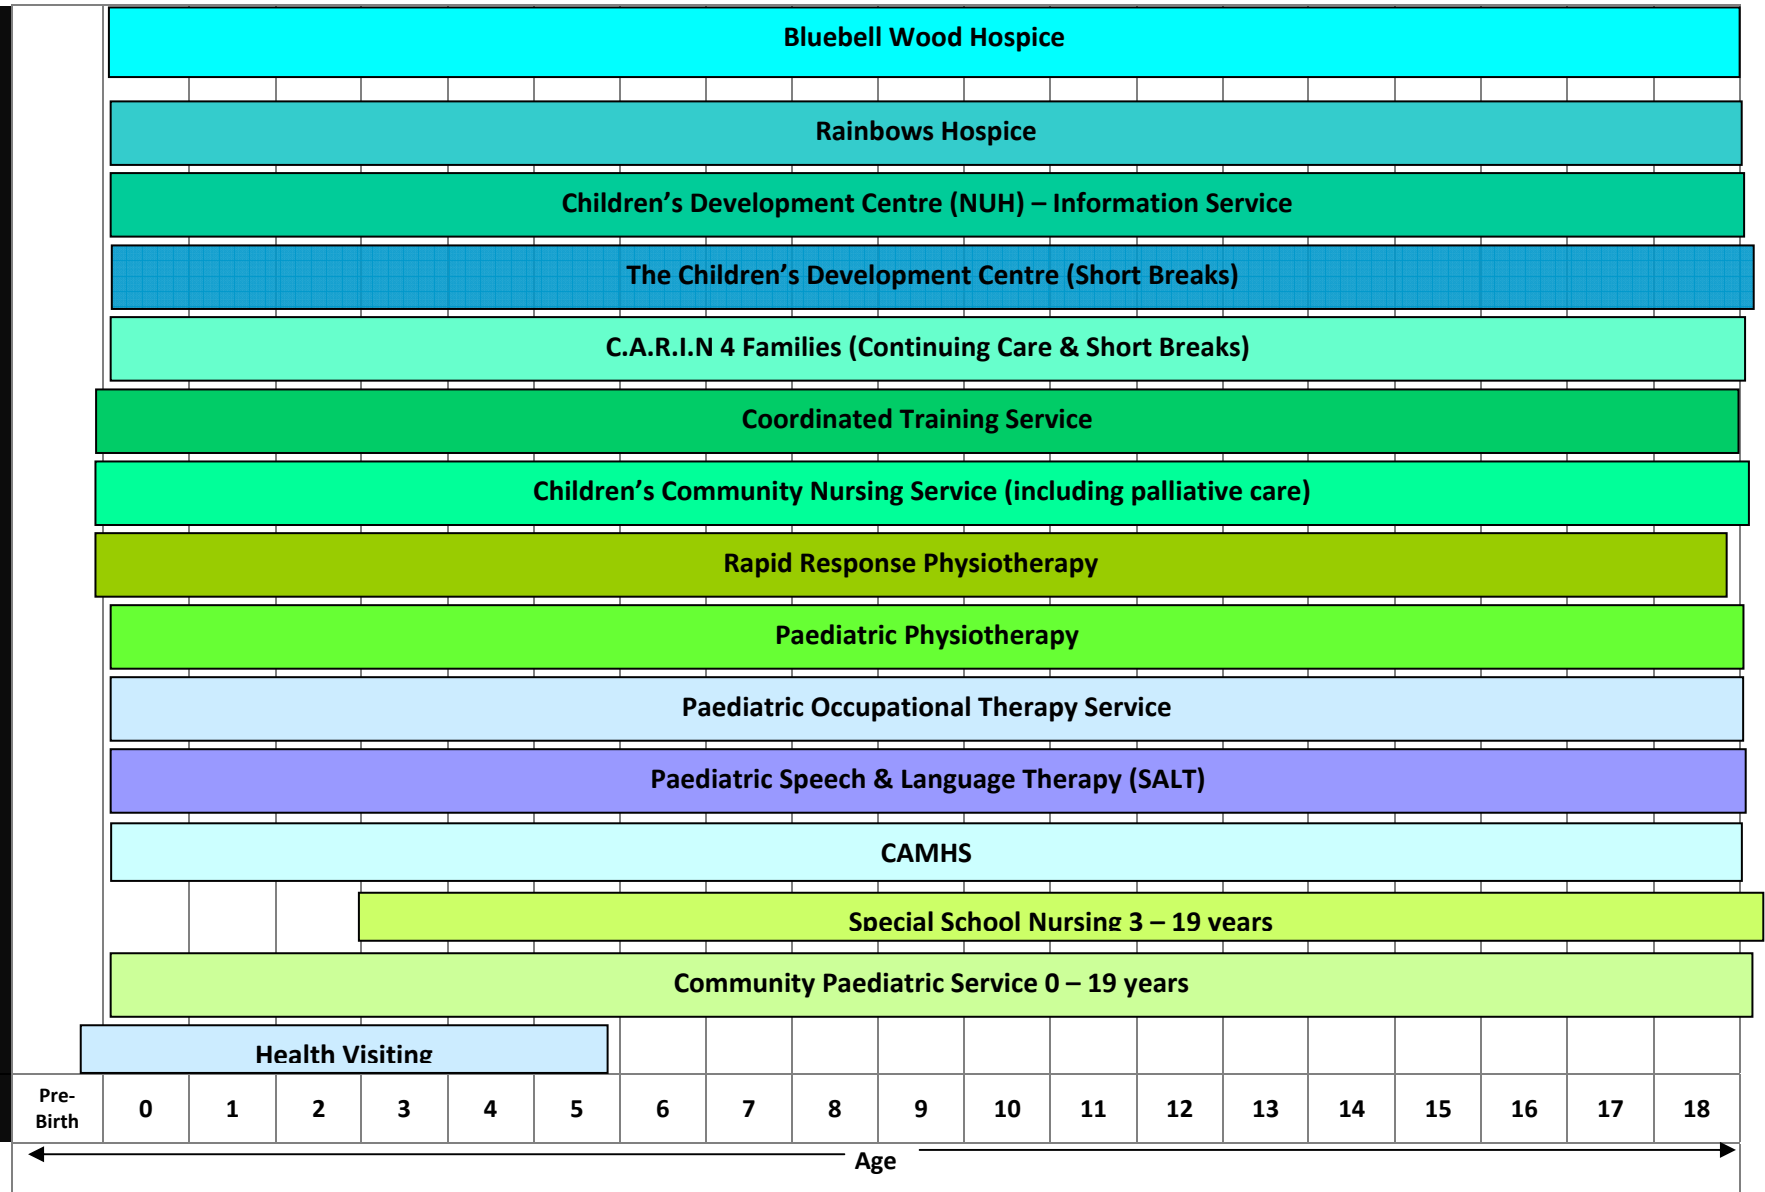 Bluebell Wood Hospice
Rainbows Hospice
Children’s Development Centre (NUH) – Information Service
The Children’s Development Centre (Short Breaks)
C.A.R.I.N 4 Families (Continuing Care & Short Breaks)
Coordinated Training Service
Children’s Community Nursing Service (including palliative care)
Rapid Response Physiotherapy
Paediatric Physiotherapy
Paediatric Occupational Therapy Service
Paediatric Speech & Language Therapy (SALT)
CAMHS
Special School Nursing 3 – 19 years
Community Paediatric Service 0 – 19 years
Health Visiting
Pre-
Birth 0 1 2 3 4 5 6 7 8 9 10 11 12 13 14 15 16 17 18
Age